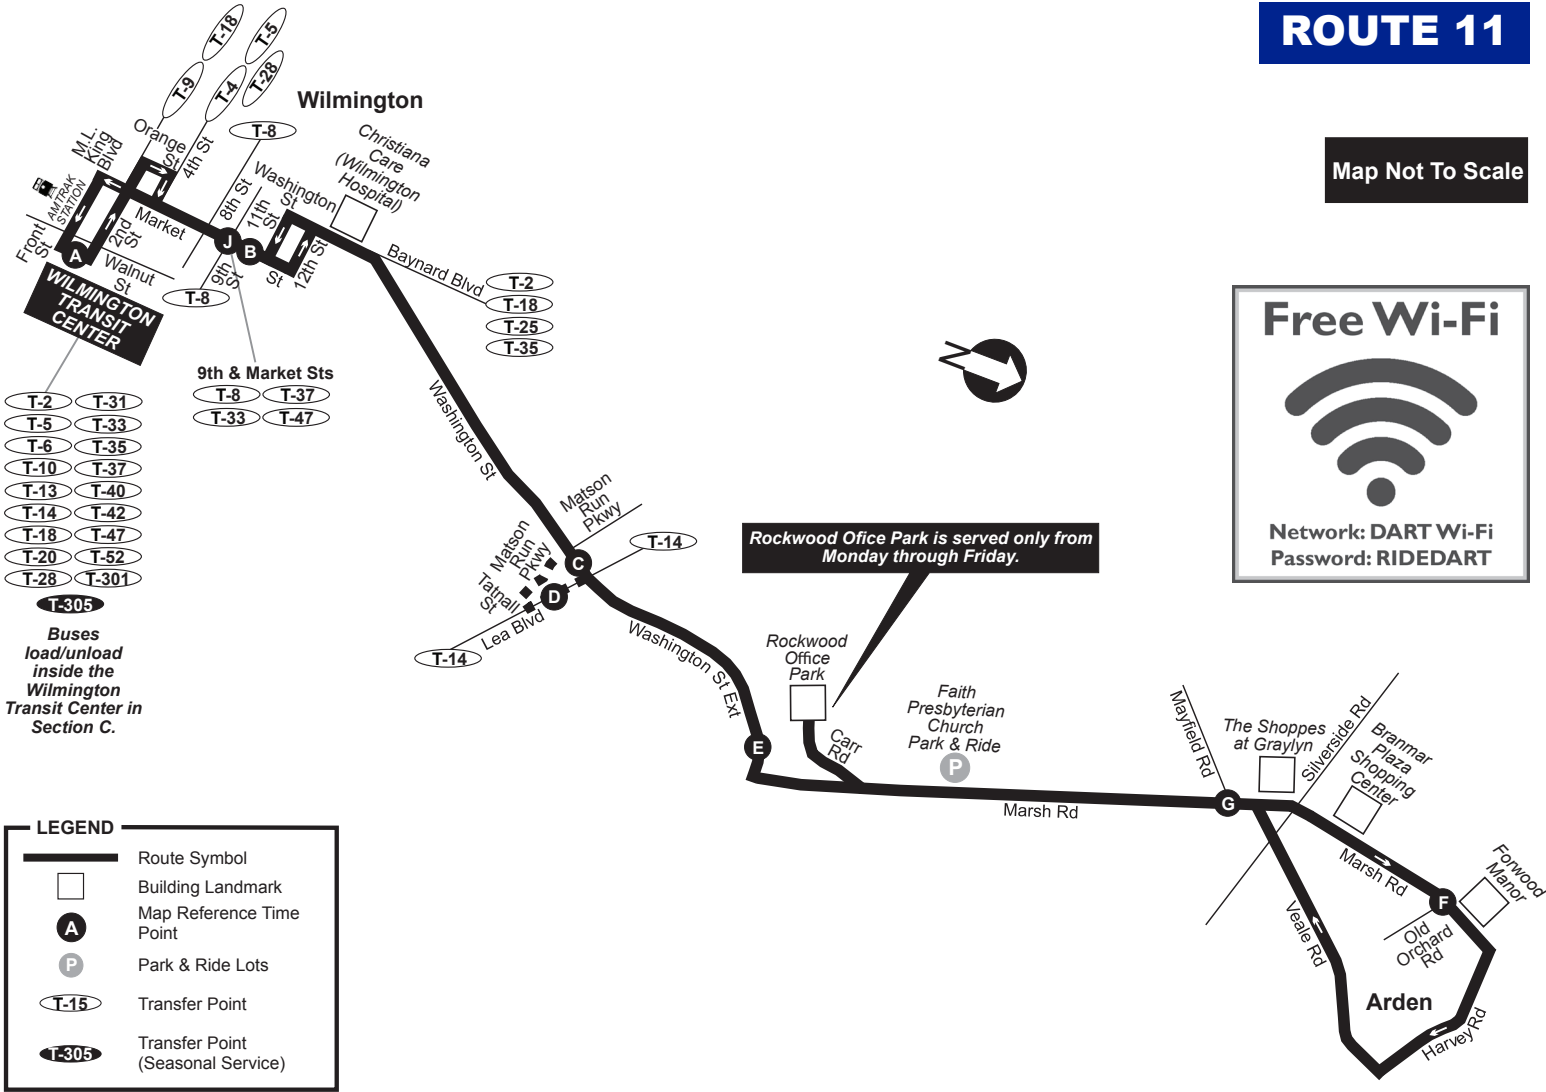 ROUTE 11
Map Not To Scale
Free Wi-Fi
Network: DART Wi-Fi
Password: RIDEDART
Wilmington
T-18
T-5
T-9
T-4
T-28
T-8
M.L.
King
Blvd
Orange
St
4th St
AMTRAK
STATION
Front
St
2nd
St
Market
Walnut
St
8th St
11th
St
9th
St
Washington
St
St
12th St
Christiana
Care
(Wilmington
Hospital)
Baynard Blvd
A
J
B
T-8
WILMINGTON
TRANSIT
CENTER
T-2
T-18
T-25
T-35
9th & Market Sts
T-8 T-37
T-33 T-47
T-2 T-31
T-5 T-33
T-6 T-35
T-10 T-37
T-13 T-40
T-14 T-42
T-18 T-47
T-20 T-52
T-28 T-301
T-305
Buses
load/unload
inside the
Wilmington
Transit Center in
Section C.
N
Washington St
Matson
Run
Pkwy
Matson
Run
Pkwy
Tatnall
St
C
D
Lea Blvd
T-14
T-14
Washington St Ext
E
Rockwood Ofice Park is served only from
Monday through Friday.
Rockwood
Office
Park
Carr
Rd
Faith
Presbyterian
Church
Park & Ride
P
Marsh Rd
Mayfield Rd
G
The Shoppes
at Graylyn
Silverside Rd
Branmar
Plaza
Shopping
Center
Marsh Rd
F
Forwood
Manor
Old
Orchard
Rd
Veale Rd
Arden
Harvey Rd
LEGEND
Route Symbol
Building Landmark
A
Map Reference Time
Point
P
Park & Ride Lots
T-15
Transfer Point
T-305
Transfer Point
(Seasonal Service)